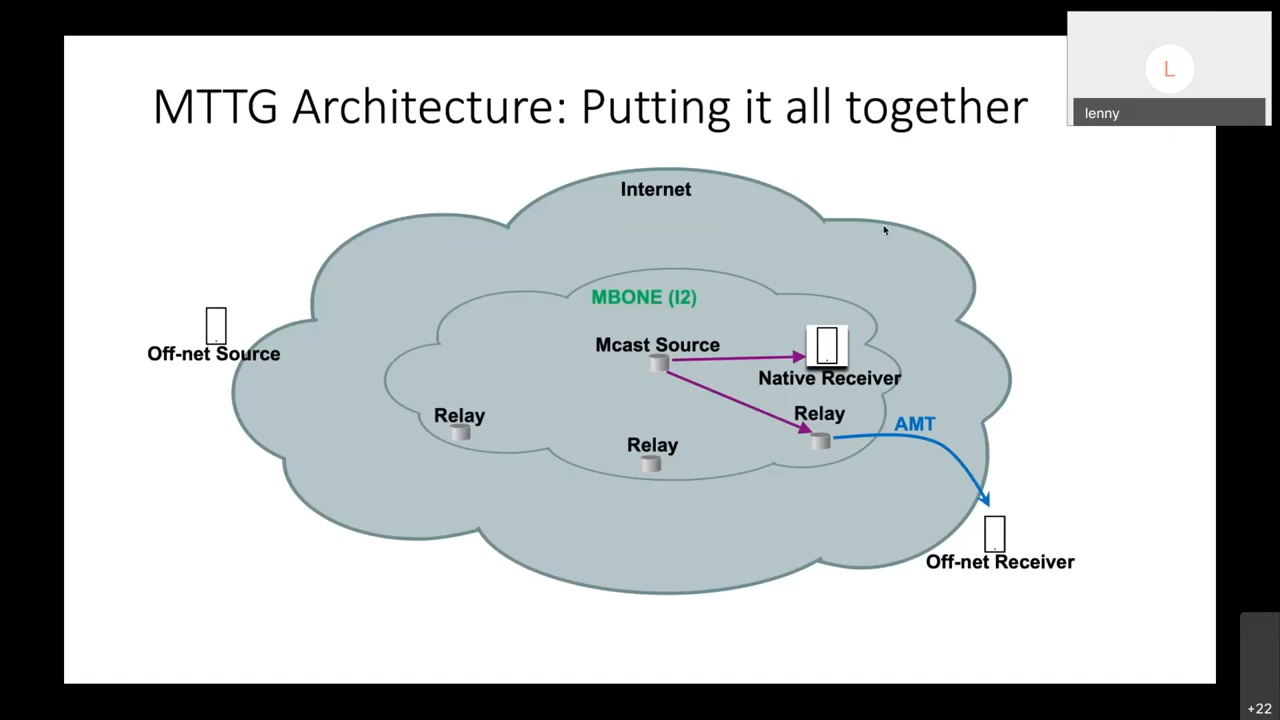 MTTG Architecture: Putting it all together
L
lenny
Internet
MBONE (I2)
Mcast Source
Off-net Source
Native Receiver
Relay
Relay
AMT
Relay
Off-net Receiver
+22